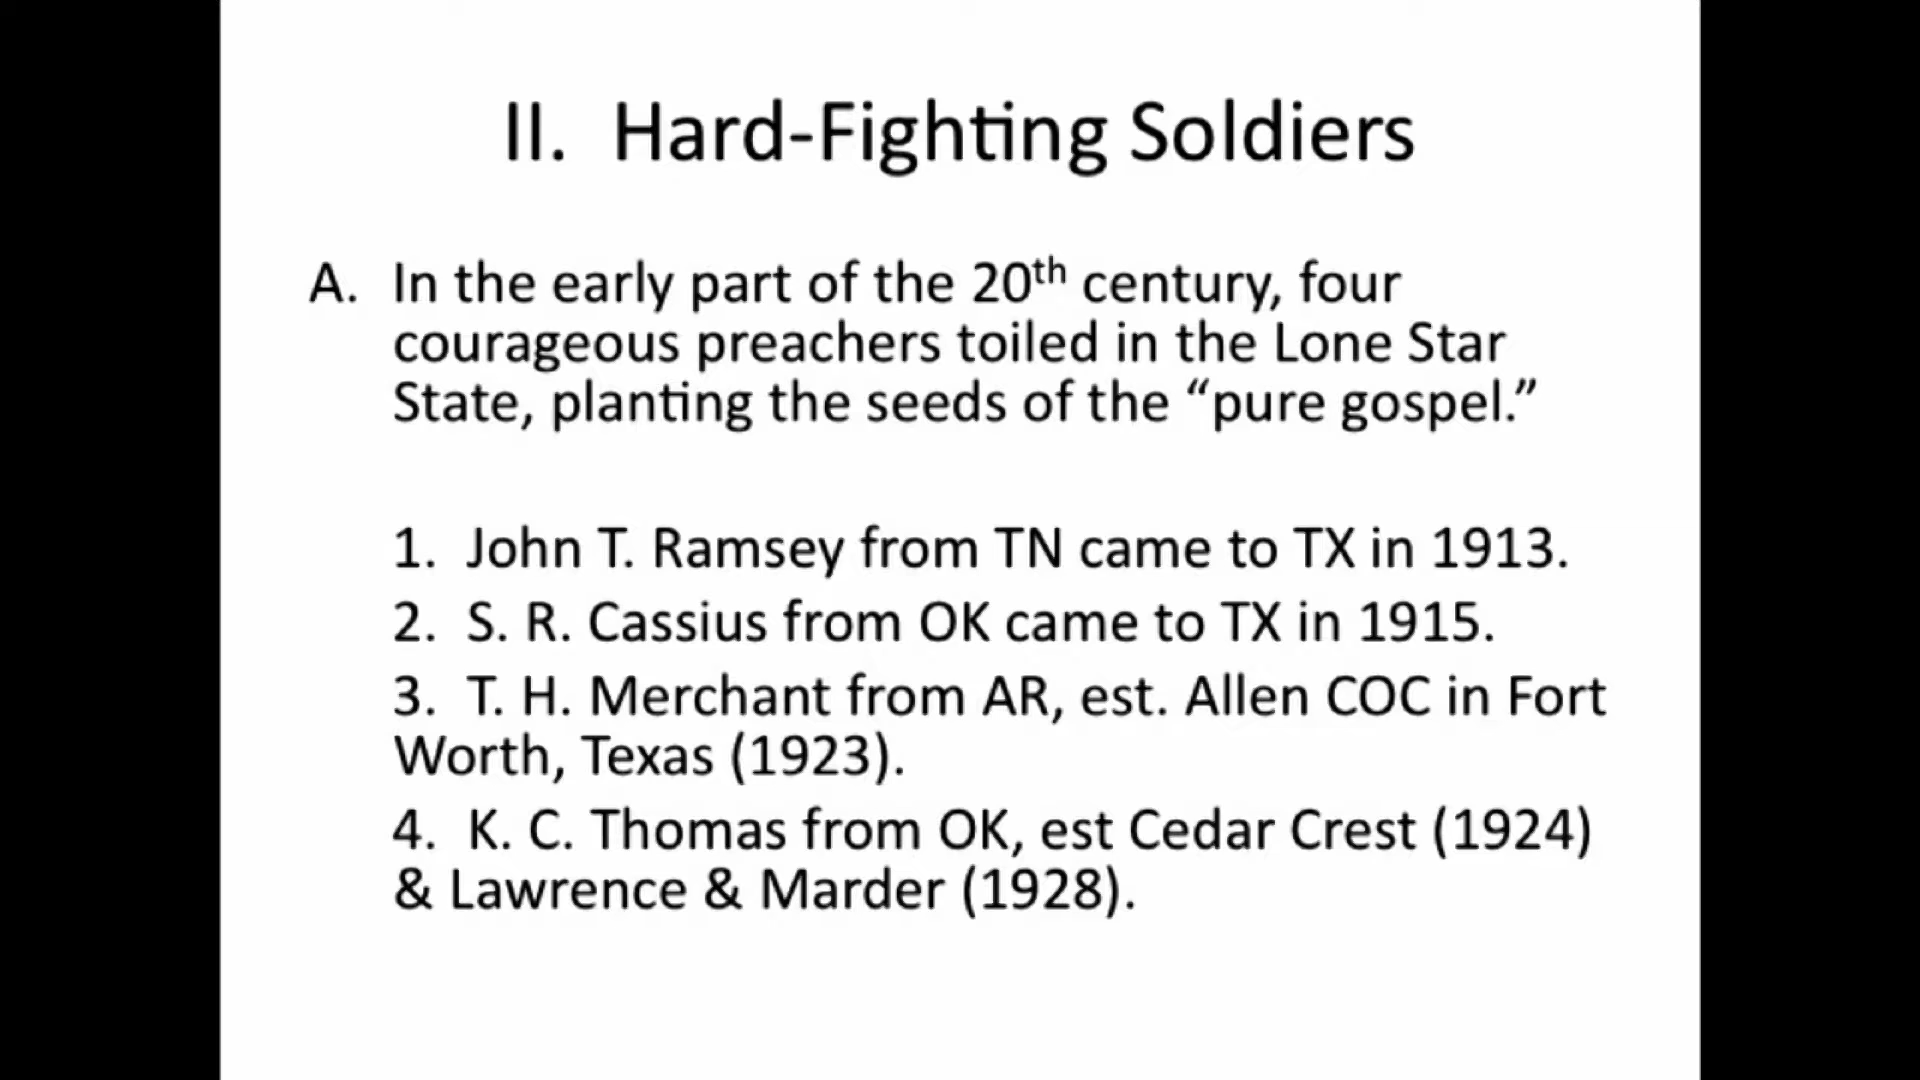 II. Hard-Fighting Soldiers
A. In the early part of the 20th century, four
courageous preachers toiled in the Lone Star
State, planting the seeds of the “pure gospel.”
1. John T. Ramsey from TN came to TX in 1913.
2. S. R. Cassius from OK came to TX in 1915.
3. T. H. Merchant from AR, est. Allen COC in Fort
Worth, Texas (1923).
4. K. C. Thomas from OK, est Cedar Crest (1924)
& Lawrence & Marder (1928).